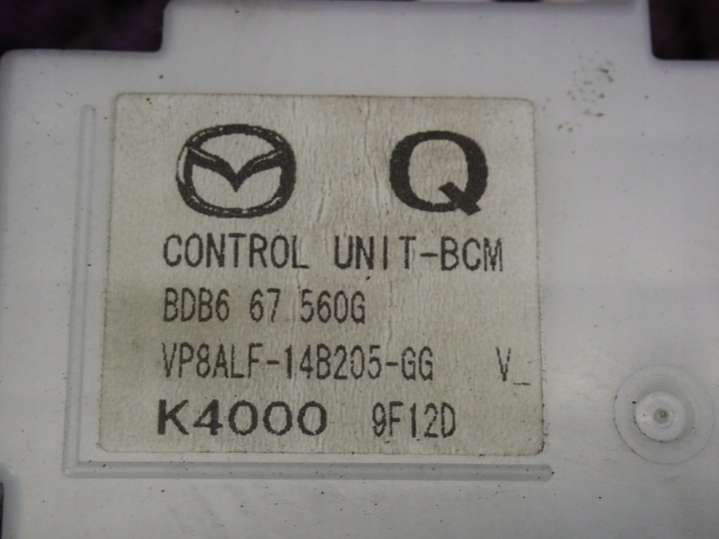 Q
CONTROL UNIT-BCM
BDB6 67 560G
VP8ALF-14B205-GG V_
K4000 9F12D